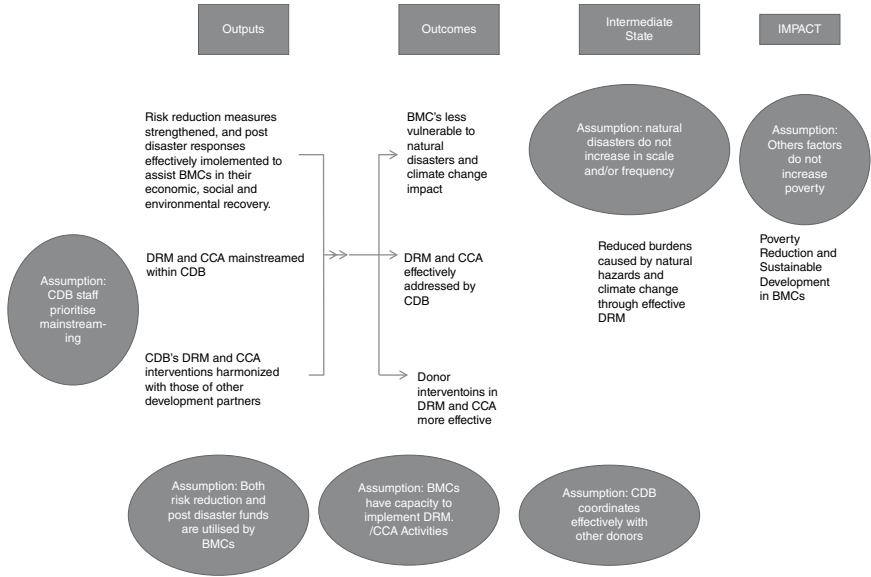 Outputs
Outcomes
Intermediate
State
IMPACT
Risk reduction measures
strengthened, and post
disaster responses
effectively imolemented to
assist BMCs in their
economic, social and
environmental recovery.
BMC's less
vulnerable to
natural
disasters and
climate change
impact
Assumption: natural
disasters do not
increase in scale
and/or frequency
Assumption:
Others factors
do not
increase
poverty
Assumption:
CDB staff
prioritise
mainstream-
ing
DRM and CCA mainstreamed
within CDB
DRM and CCA
effectively
addressed by
CDB
Reduced burdens
caused by natural
hazards and
climate change
through effective
DRM
Poverty
Reduction and
Sustainable
Development
in BMCs
CDB's DRM and CCA
interventions harmonized
with those of other
development partners
Donor
interventoins in
DRM and CCA
more effective
Assumption: Both
risk reduction and
post disaster funds
are utilised by
BMCs
Assumption: BMCs
have capacity to
implement DRM.
/CCA Activities
Assumption: CDB
coordinates
effectively with
other donors